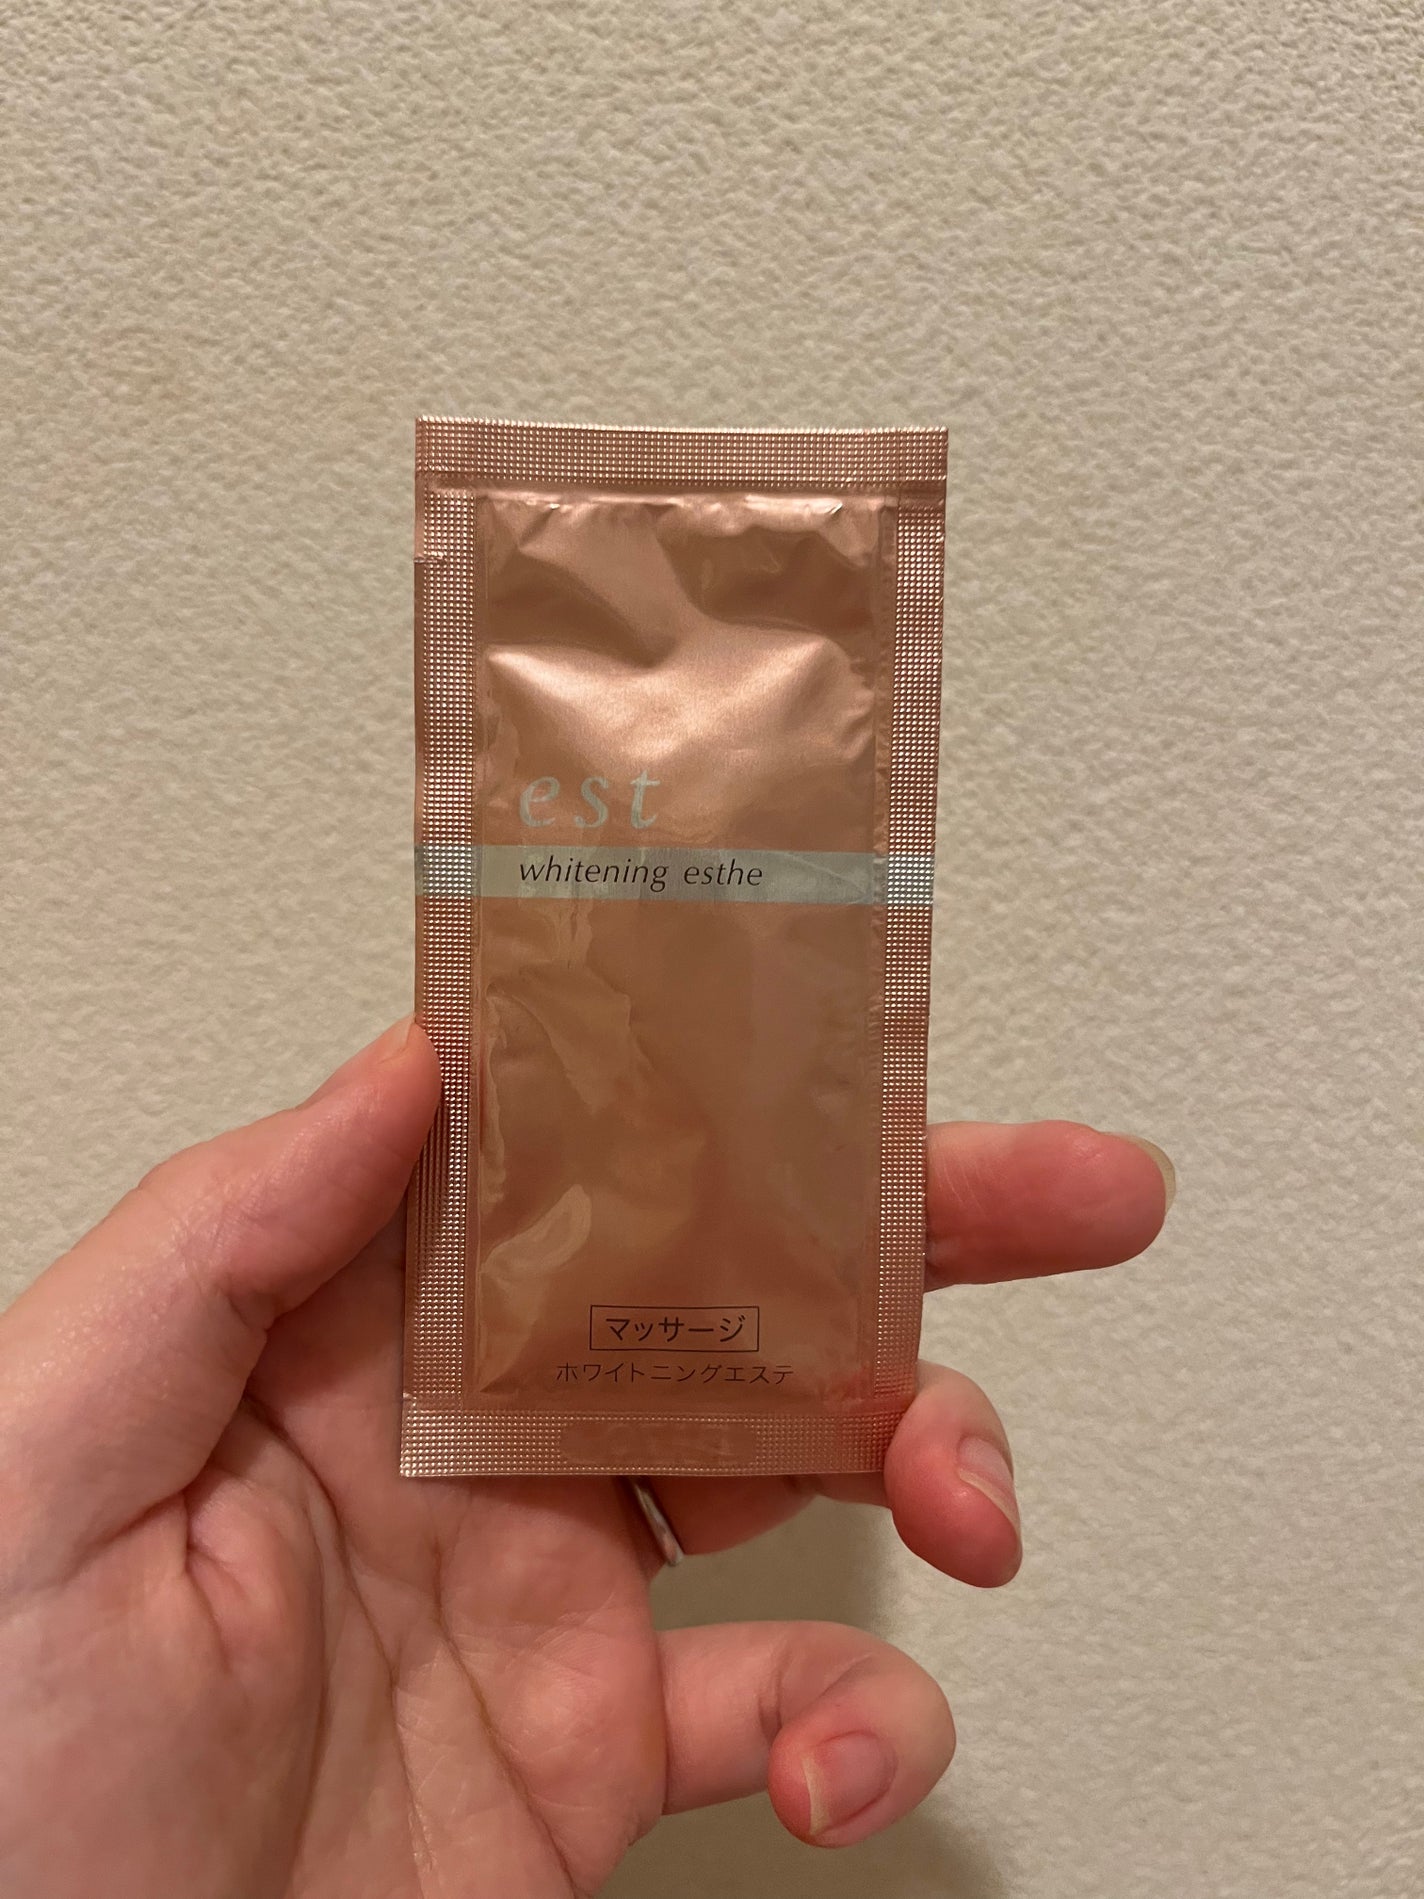 est
whitening esthe
マッサージ
ホワイトニングエステ